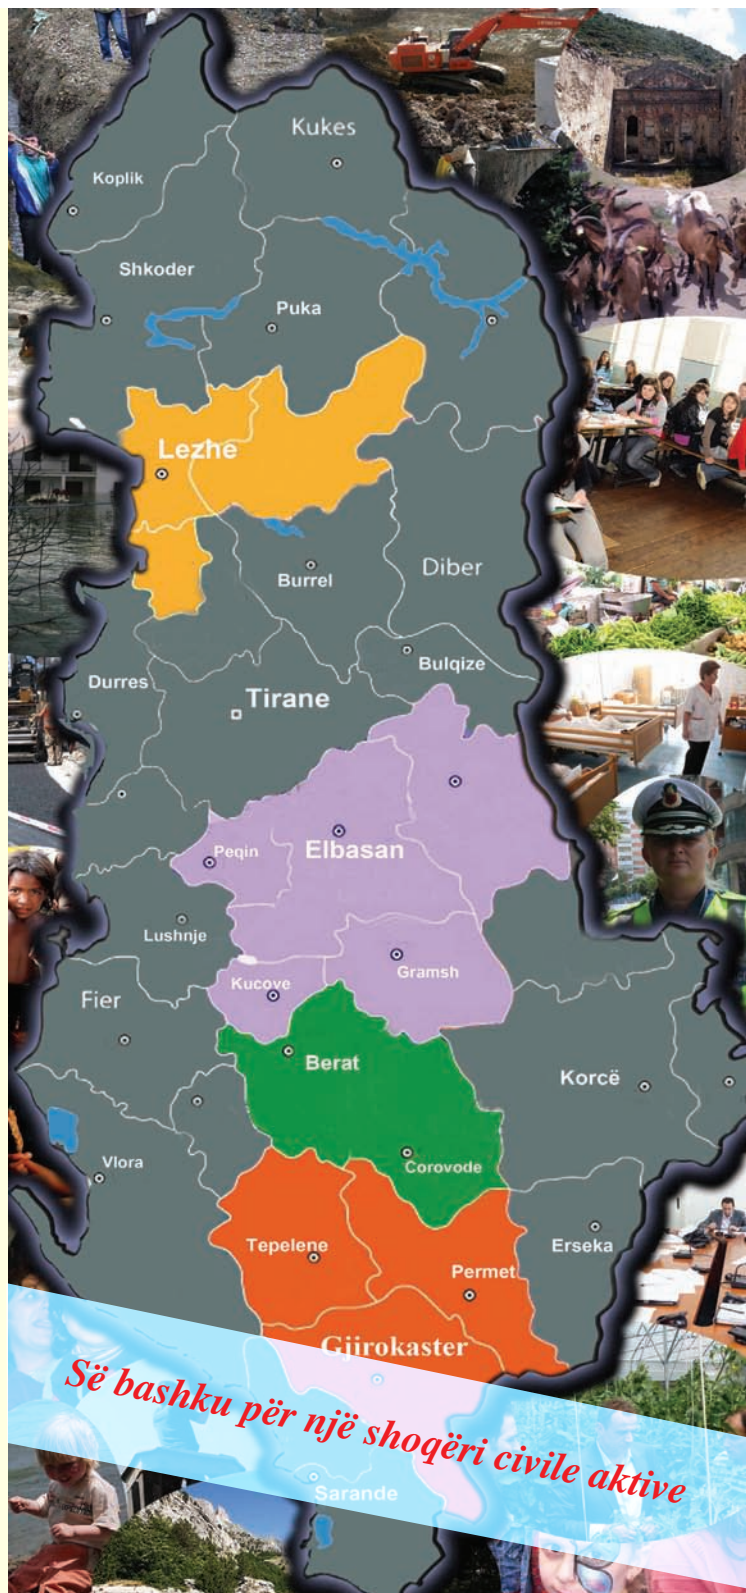 Kukes
Koplik
Shkoder
Puka
Lezhe
Burrel
Diber
Bulqize
Durres
Tirane
Peqin
Elbasan
Lushnje
Gramsh
Kucove
Fier
Berat
Korcë
Corovode
Vlora
Tepelene
Erseka
Permet
Gjirokaster
Së bashku për një shoqëri civile aktive
Sarande